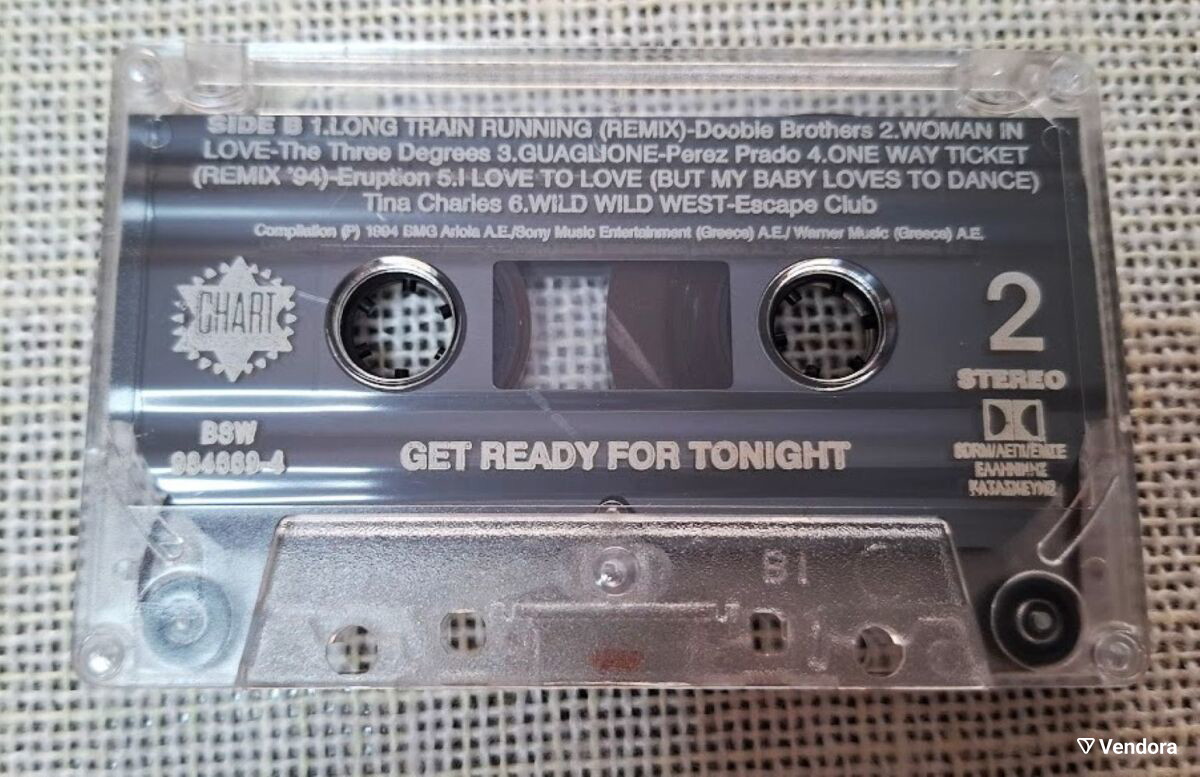 SIDE B 1.LONG TRAIN RUNNING (REMIX)-Doobie Brothers 2.WOMAN IN
LOVE-The Three Degrees 3.GUAGLIONE-Perez Prado 4.ONE WAY TICKET
(REMIX '94)-Eruption 5.I LOVE TO LOVE (BUT MY BABY LOVES TO DANCE)
Tina Charles 6.WILD WILD WEST-Escape Club
Compilation (P) 1994 BMG Ariola A.E./Sony Music Entertainment (Greece) A.E./ Warner Music (Greece) A.E.
CHART
2
STEREO
BSW
GET READY FOR TONIGHT
ΕΛΛΗΝΙΚΗΣ
ΚΑΤΑΣΚΕΥΗΣ
Vendora